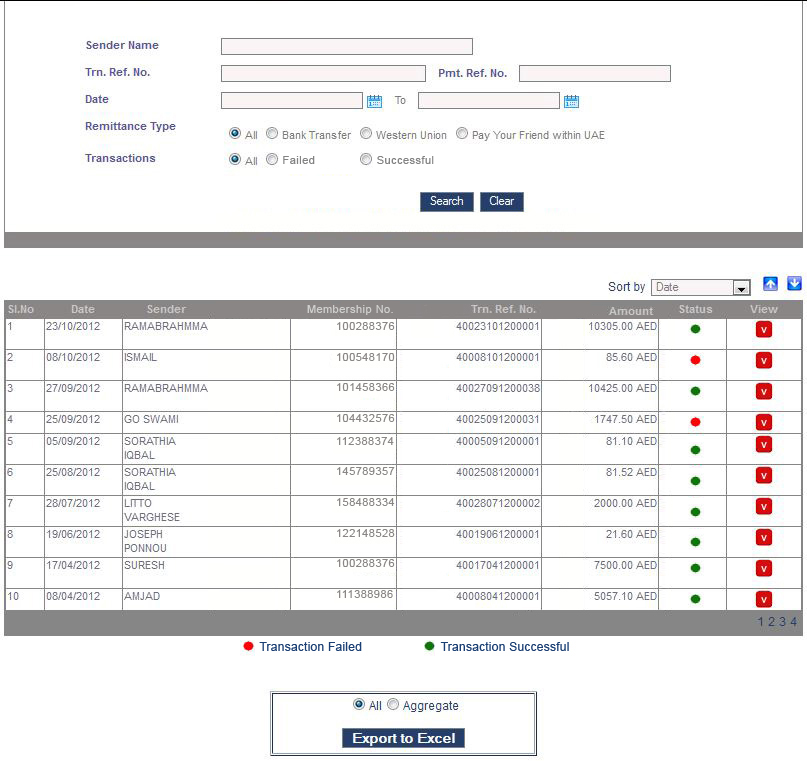 Sender Name
Trn. Ref. No. Pmt. Ref. No.
Date To
Remittance Type All Bank Transfer Western Union Pay Your Friend within UAE
Transactions All Failed Successful
Search Clear
Sort by Date
Sl.No Date Sender Membership No. Trn. Ref. No. Amount Status View
1 23/10/2012 RAMABRAHMMA 100288376 40023101200001 10305.00 AED V
2 08/10/2012 ISMAIL 100548170 40008101200001 85.60 AED V
3 27/09/2012 RAMABRAHMMA 101458366 40027091200038 10425.00 AED V
4 25/09/2012 GO SWAMI 104432576 40025091200031 1747.50 AED V
5 05/09/2012 SORATHIA 112388374 40005091200001 81.10 AED V
IQBAL
6 25/08/2012 SORATHIA 145789357 40025081200001 81.52 AED V
IQBAL
7 28/07/2012 LITTO 158488334 40028071200002 2000.00 AED V
VARGHESE
8 19/06/2012 JOSEPH 122148528 40019061200001 21.60 AED V
PONNOU
9 17/04/2012 SURESH 100288376 40017041200001 7500.00 AED V
10 08/04/2012 AMJAD 111388986 40008041200001 5057.10 AED V
1 2 3 4
Transaction Failed Transaction Successful
All Aggregate
Export to Excel